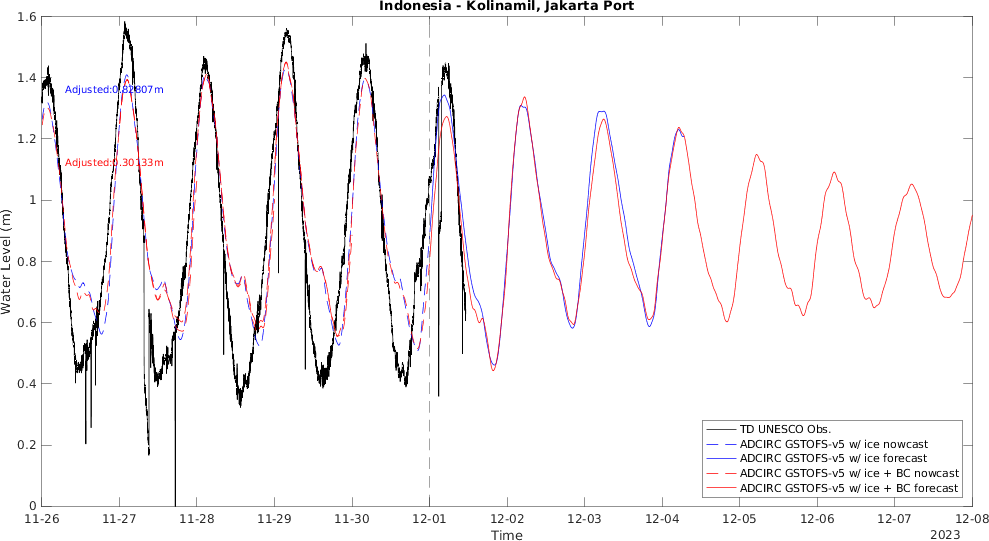 Indonesia - Kolinamil, Jakarta Port
1.6
1.4
1.2
1
0.8
0.6
0.4
0.2
0
Water Level (m)
Adjusted:0.82807m
Adjusted:0.30133m
TD UNESCO Obs.
ADCIRC GSTOFS-v5 w/ ice nowcast
ADCIRC GSTOFS-v5 w/ ice forecast
ADCIRC GSTOFS-v5 w/ ice + BC nowcast
ADCIRC GSTOFS-v5 w/ ice + BC forecast
11-26 11-27 11-28 11-29 11-30 12-01 12-02 12-03 12-04 12-05 12-06 12-07 12-08
Time
2023